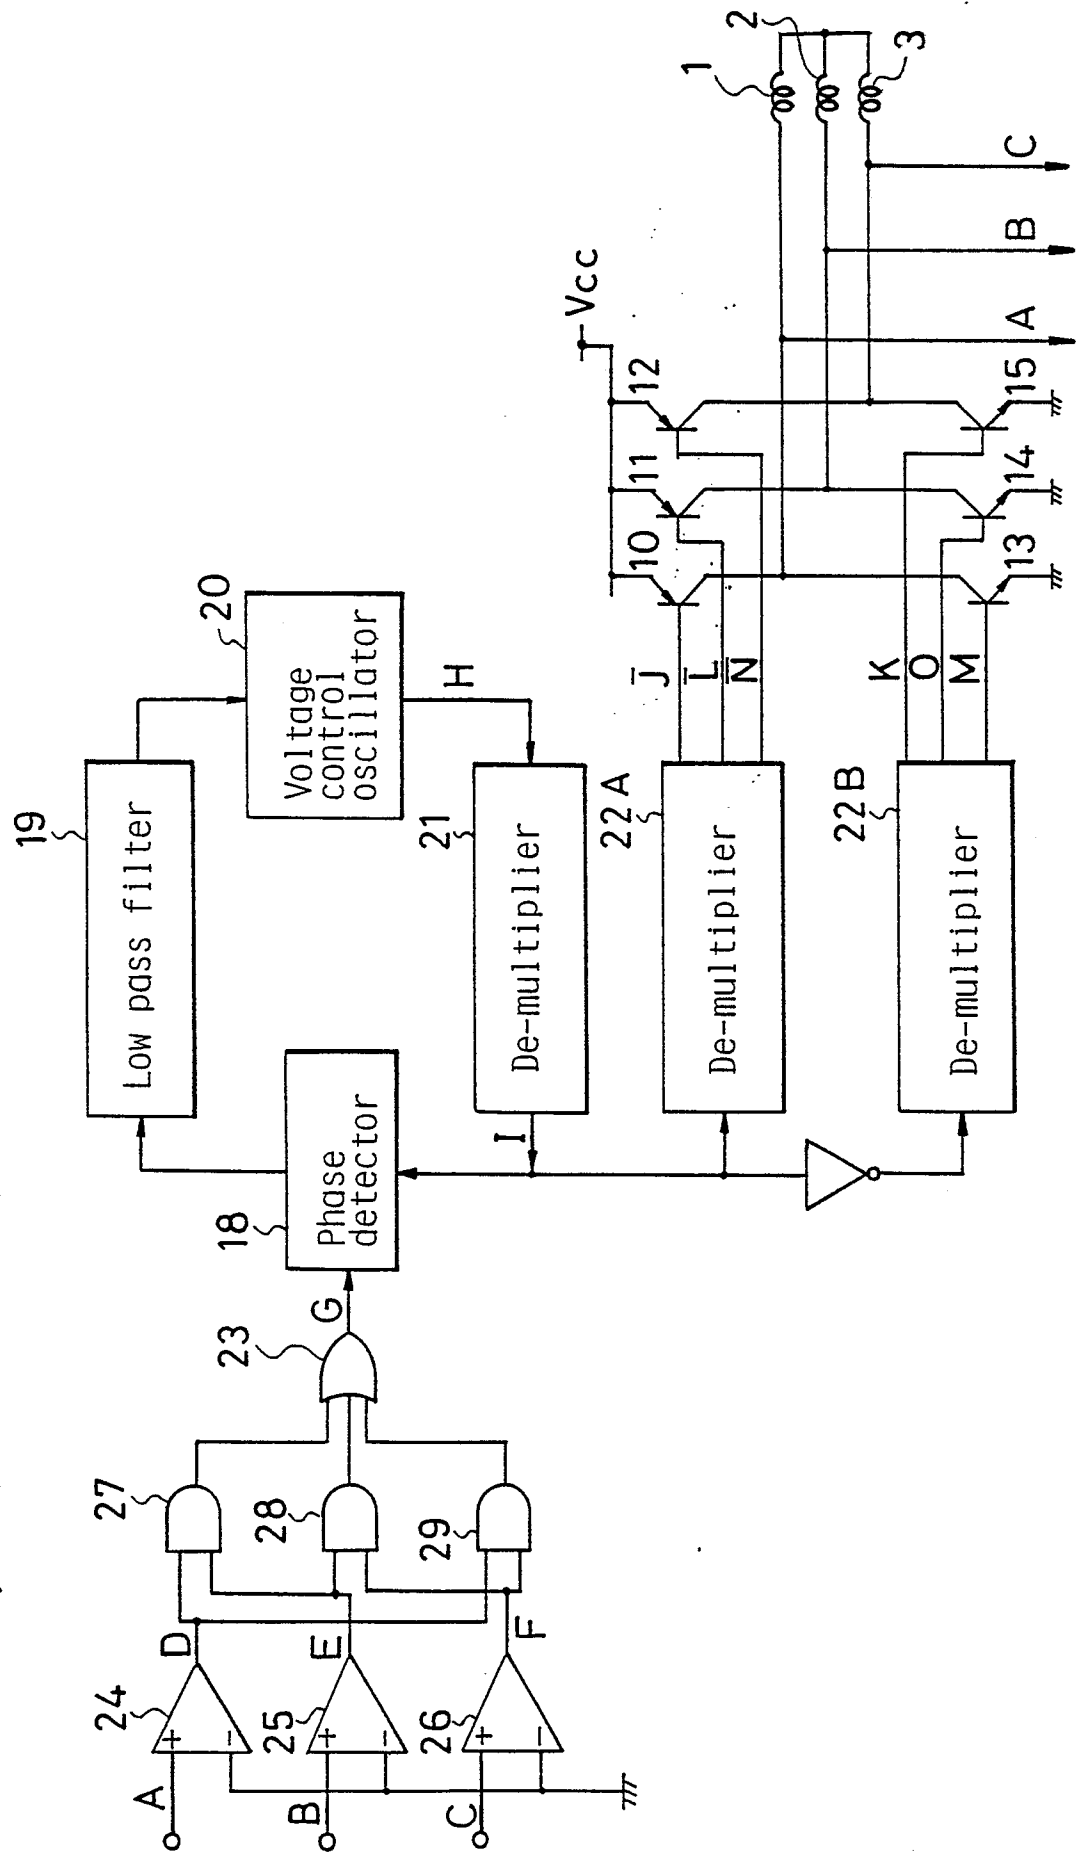 A
B
C
24
25
26
+
−
+
−
+
−
D
E
F
27
28
29
23
G
18
Phase
detector
19
Low pass filter
20
Voltage
control
oscillator
H
21
De-multiplier
I
22A
De-multiplier
22B
De-multiplier
J̅
L̅
N̅
K
O
M
10
11
12
Vcc
13
14
15
A
B
C
1
2
3